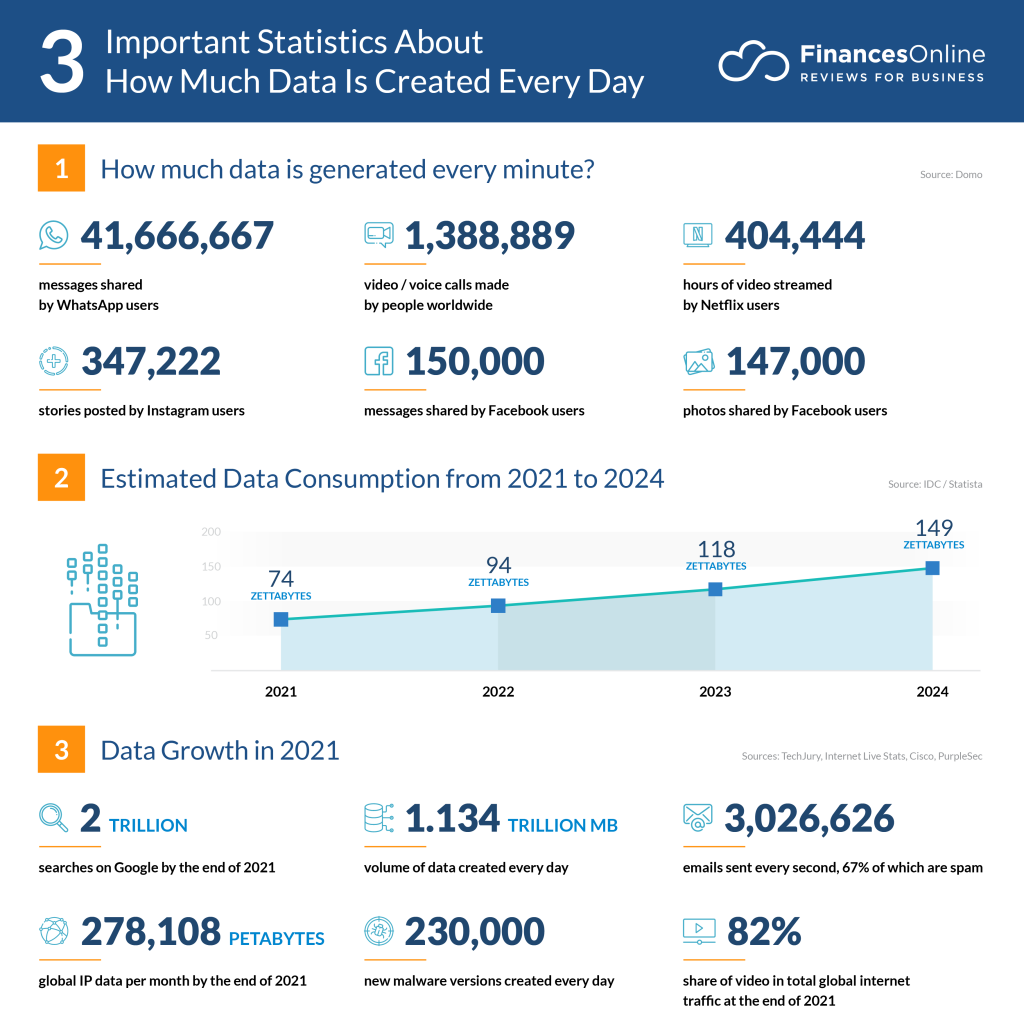 3
Important Statistics About
How Much Data Is Created Every Day
FinancesOnline
REVIEWS FOR BUSINESS
1
How much data is generated every minute?
Source: Domo
41,666,667
messages shared
by WhatsApp users
1,388,889
video / voice calls made
by people worldwide
N
404,444
hours of video streamed
by Netflix users
347,222
stories posted by Instagram users
f
150,000
messages shared by Facebook users
147,000
photos shared by Facebook users
2
Estimated Data Consumption from 2021 to 2024
Source: IDC / Statista
200
150
100
50
74
ZETTABYTES
94
ZETTABYTES
118
ZETTABYTES
149
ZETTABYTES
2021
2022
2023
2024
3
Data Growth in 2021
Sources: TechJury, Internet Live Stats, Cisco, PurpleSec
2 TRILLION
searches on Google by the end of 2021
1.134 TRILLION MB
volume of data created every day
@
3,026,626
emails sent every second, 67% of which are spam
278,108 PETABYTES
global IP data per month by the end of 2021
230,000
new malware versions created every day
82%
share of video in total global internet
traffic at the end of 2021